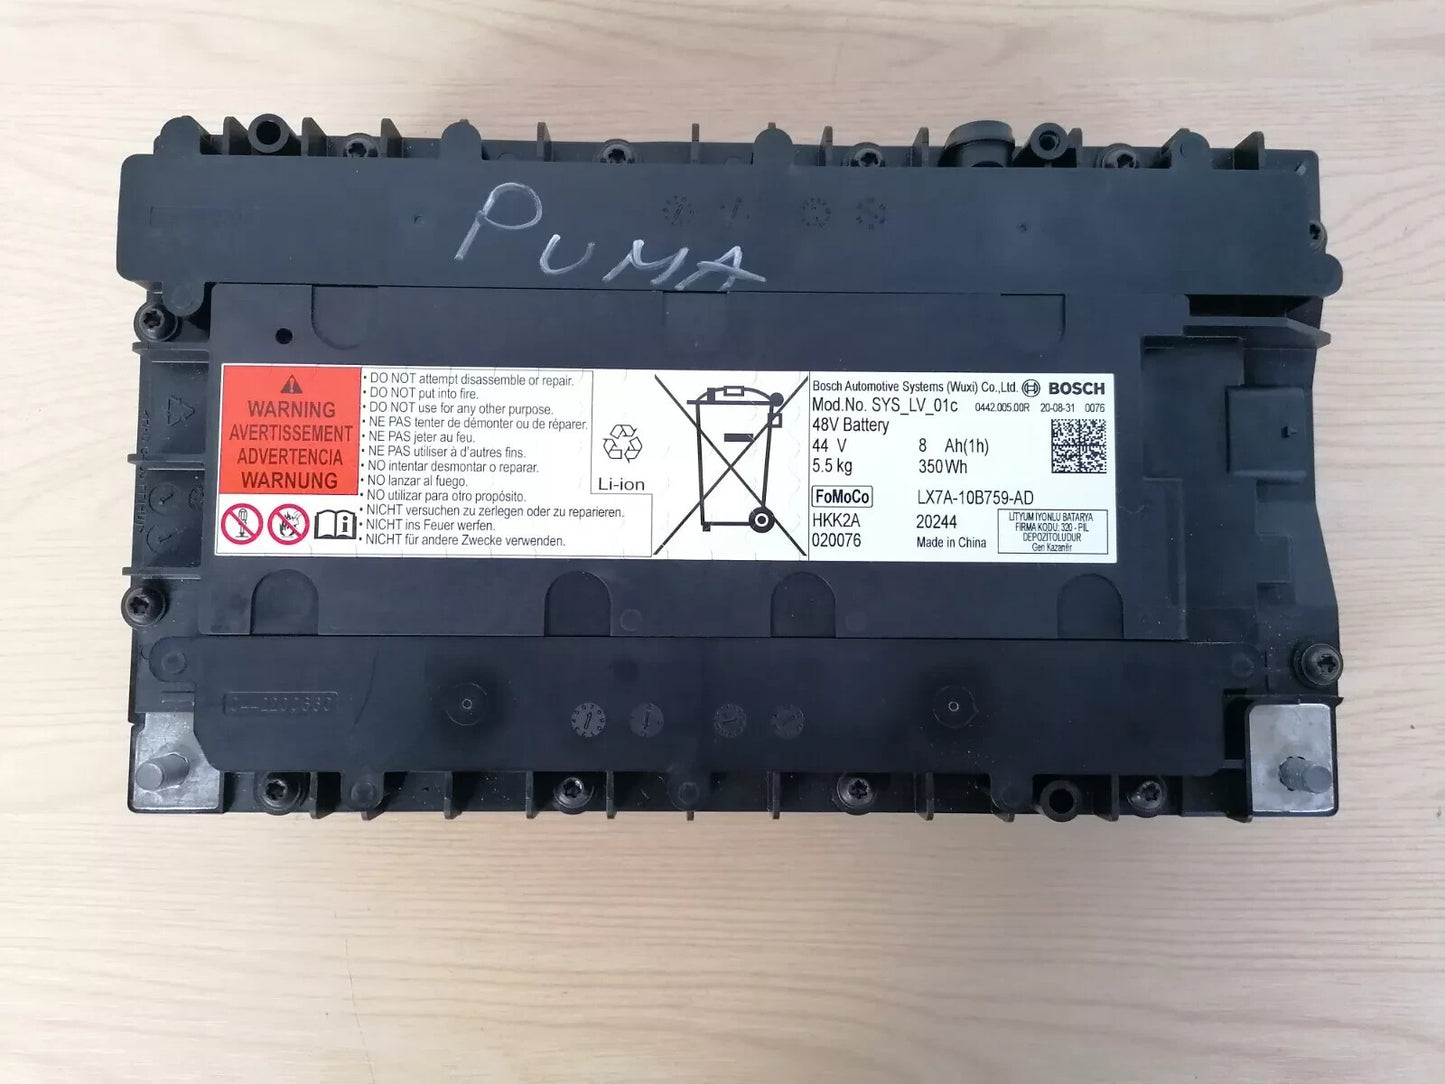 PUMA
WARNING
AVERTISSEMENT
ADVERTENCIA
WARNUNG
• DO NOT attempt disassemble or repair.
• DO NOT put into fire.
• DO NOT use for any other purpose.
• NE PAS tenter de démonter ou de réparer.
• NE PAS jeter au feu.
• NE PAS utiliser à d'autres fins.
• NO intentar desmontar o reparar.
• NO lanzar al fuego.
• NO utilizar para otro propósito.
• NICHT versuchen zu zerlegen oder zu reparieren.
• NICHT ins Feuer werfen.
• NICHT für andere Zwecke verwenden.
Li-ion
Bosch Automotive Systems (Wuxi) Co.,Ltd. BOSCH
Mod.No. SYS_LV_01c 0442.005.00R 20-08-31 0076
48V Battery
44 V 8 Ah(1h)
5.5 kg 350Wh
FoMoCo LX7A-10B759-AD
HKK2A 20244
020076 Made in China
LITYUM İYONLU BATARYA
FIRMA KODU: 320 - PIL
DEPOZİTOLUDUR
Geri Kazanılır